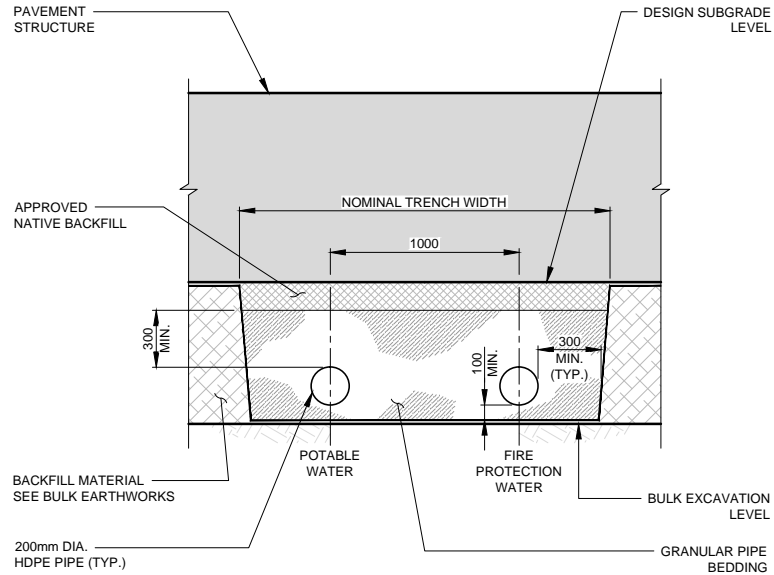 PAVEMENT
STRUCTURE
DESIGN SUBGRADE
LEVEL
APPROVED
NATIVE BACKFILL
NOMINAL TRENCH WIDTH
1000
300
MIN.
100
MIN.
300
MIN.
(TYP.)
POTABLE
WATER
FIRE
PROTECTION
WATER
BACKFILL MATERIAL
SEE BULK EARTHWORKS
BULK EXCAVATION
LEVEL
200mm DIA.
HDPE PIPE (TYP.)
GRANULAR PIPE
BEDDING